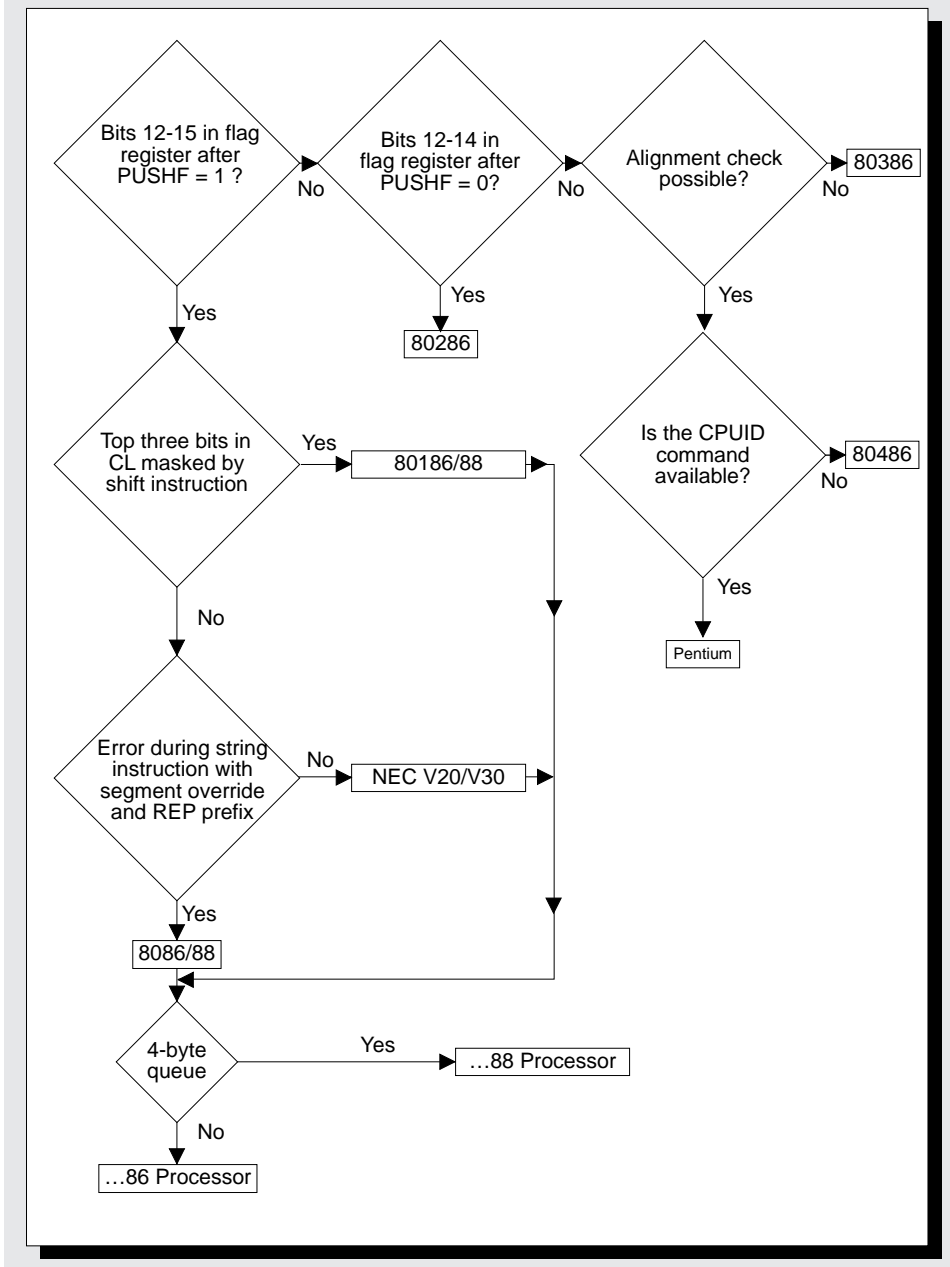 Bits 12-15 in flag
register after
PUSHF = 1 ?
No
Bits 12-14 in
flag register after
PUSHF = 0?
No
Alignment check
possible?
No
80386
Yes
Yes
80286
Yes
Top three bits in
CL masked by
shift instruction
Yes
80186/88
Is the CPUID
command
available?
No
80486
Yes
Pentium
No
Error during string
instruction with
segment override
and REP prefix
No
NEC V20/V30
Yes
8086/88
4-byte
queue
Yes
…88 Processor
No
…86 Processor